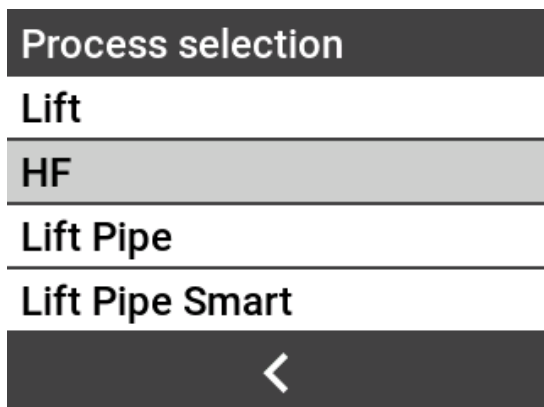 Process selection
Lift
HF
Lift Pipe
Lift Pipe Smart